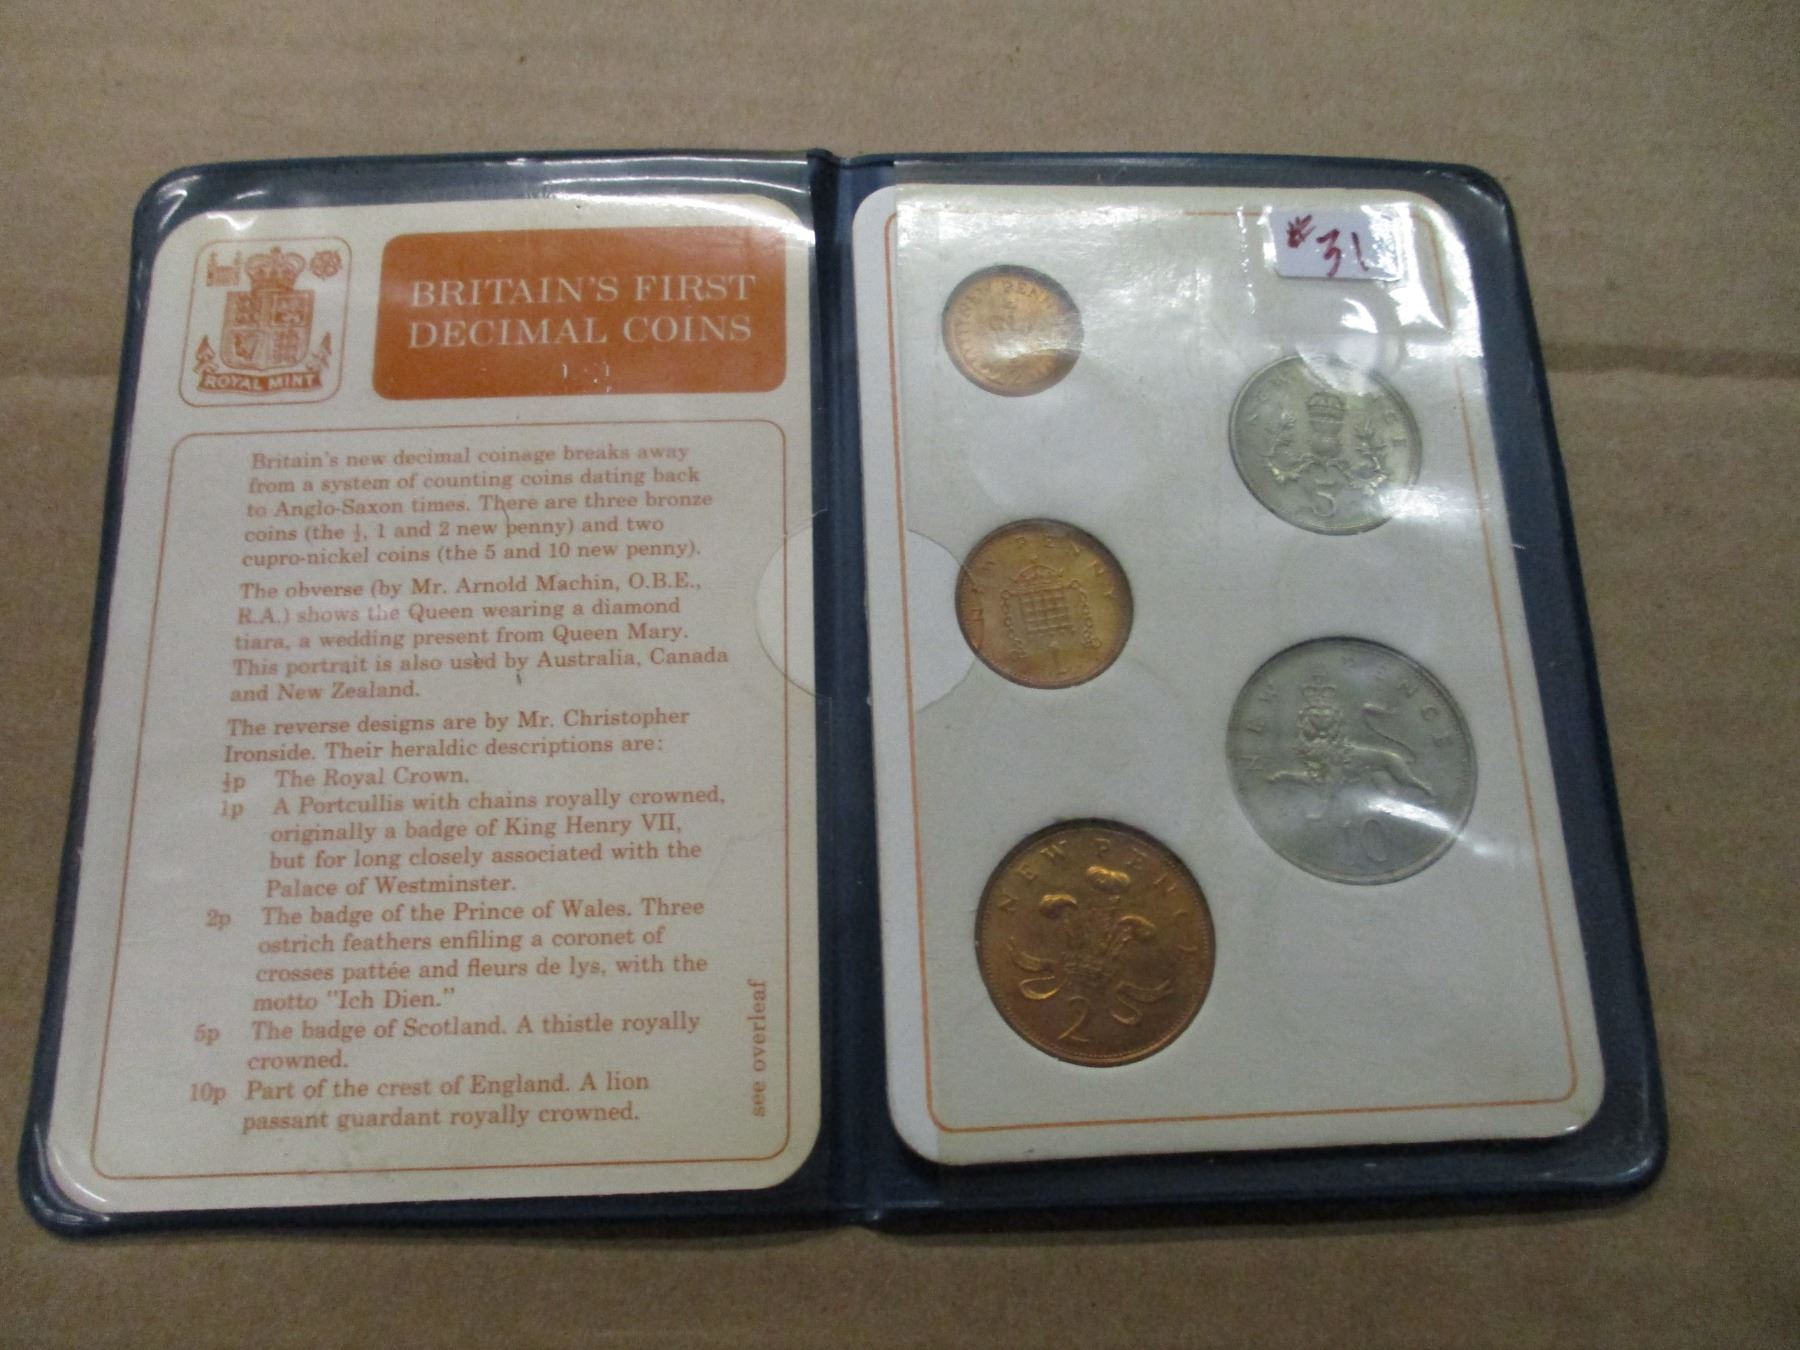 ROYAL MINT
BRITAIN'S FIRST
DECIMAL COINS
Britain's new decimal coinage breaks away
from a system of counting coins dating back
to Anglo-Saxon times. There are three bronze
coins (the ½, 1 and 2 new penny) and two
cupro-nickel coins (the 5 and 10 new penny).
The obverse (by Mr. Arnold Machin, O.B.E.,
R.A.) shows the Queen wearing a diamond
tiara, a wedding present from Queen Mary.
This portrait is also used by Australia, Canada
and New Zealand.
The reverse designs are by Mr. Christopher
Ironside. Their heraldic descriptions are:
½p The Royal Crown.
1p A Portcullis with chains royally crowned,
originally a badge of King Henry VII,
but for long closely associated with the
Palace of Westminster.
2p The badge of the Prince of Wales. Three
ostrich feathers enfiling a coronet of
crosses pattée and fleurs de lys, with the
motto "Ich Dien."
5p The badge of Scotland. A thistle royally
crowned.
10p Part of the crest of England. A lion
passant guardant royally crowned.
see overleaf
#31
NEW PENNY
1
NEW PENCE
2
NEW PENCE
5
NEW PENCE
10